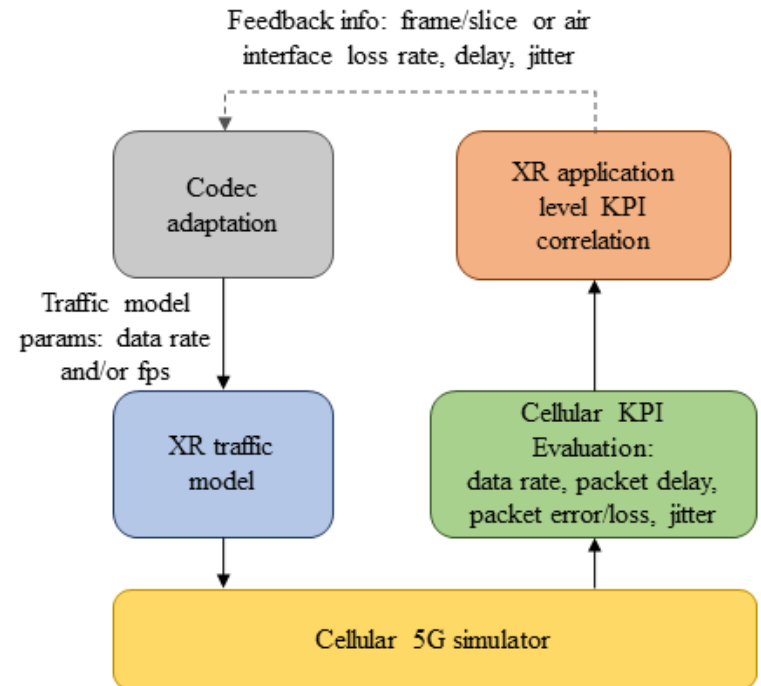 Feedback info: frame/slice or air
interface loss rate, delay, jitter
Codec
adaptation
XR application
level KPI
correlation
Traffic model
params: data rate
and/or fps
XR traffic
model
Cellular KPI
Evaluation:
data rate, packet delay,
packet error/loss, jitter
Cellular 5G simulator